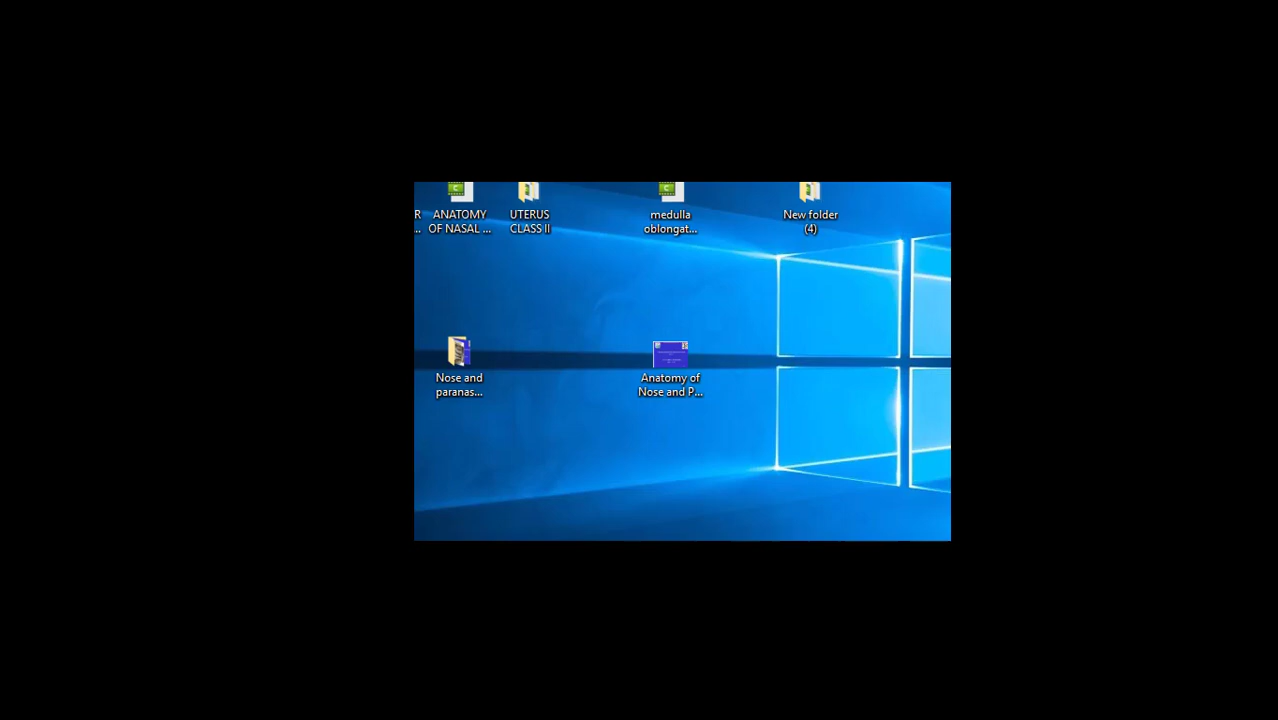 R
...
ANATOMY
OF NASAL ...
UTERUS
CLASS II
medulla
oblongat...
New folder
(4)
Nose and
paranas...
Anatomy of
Nose and P...